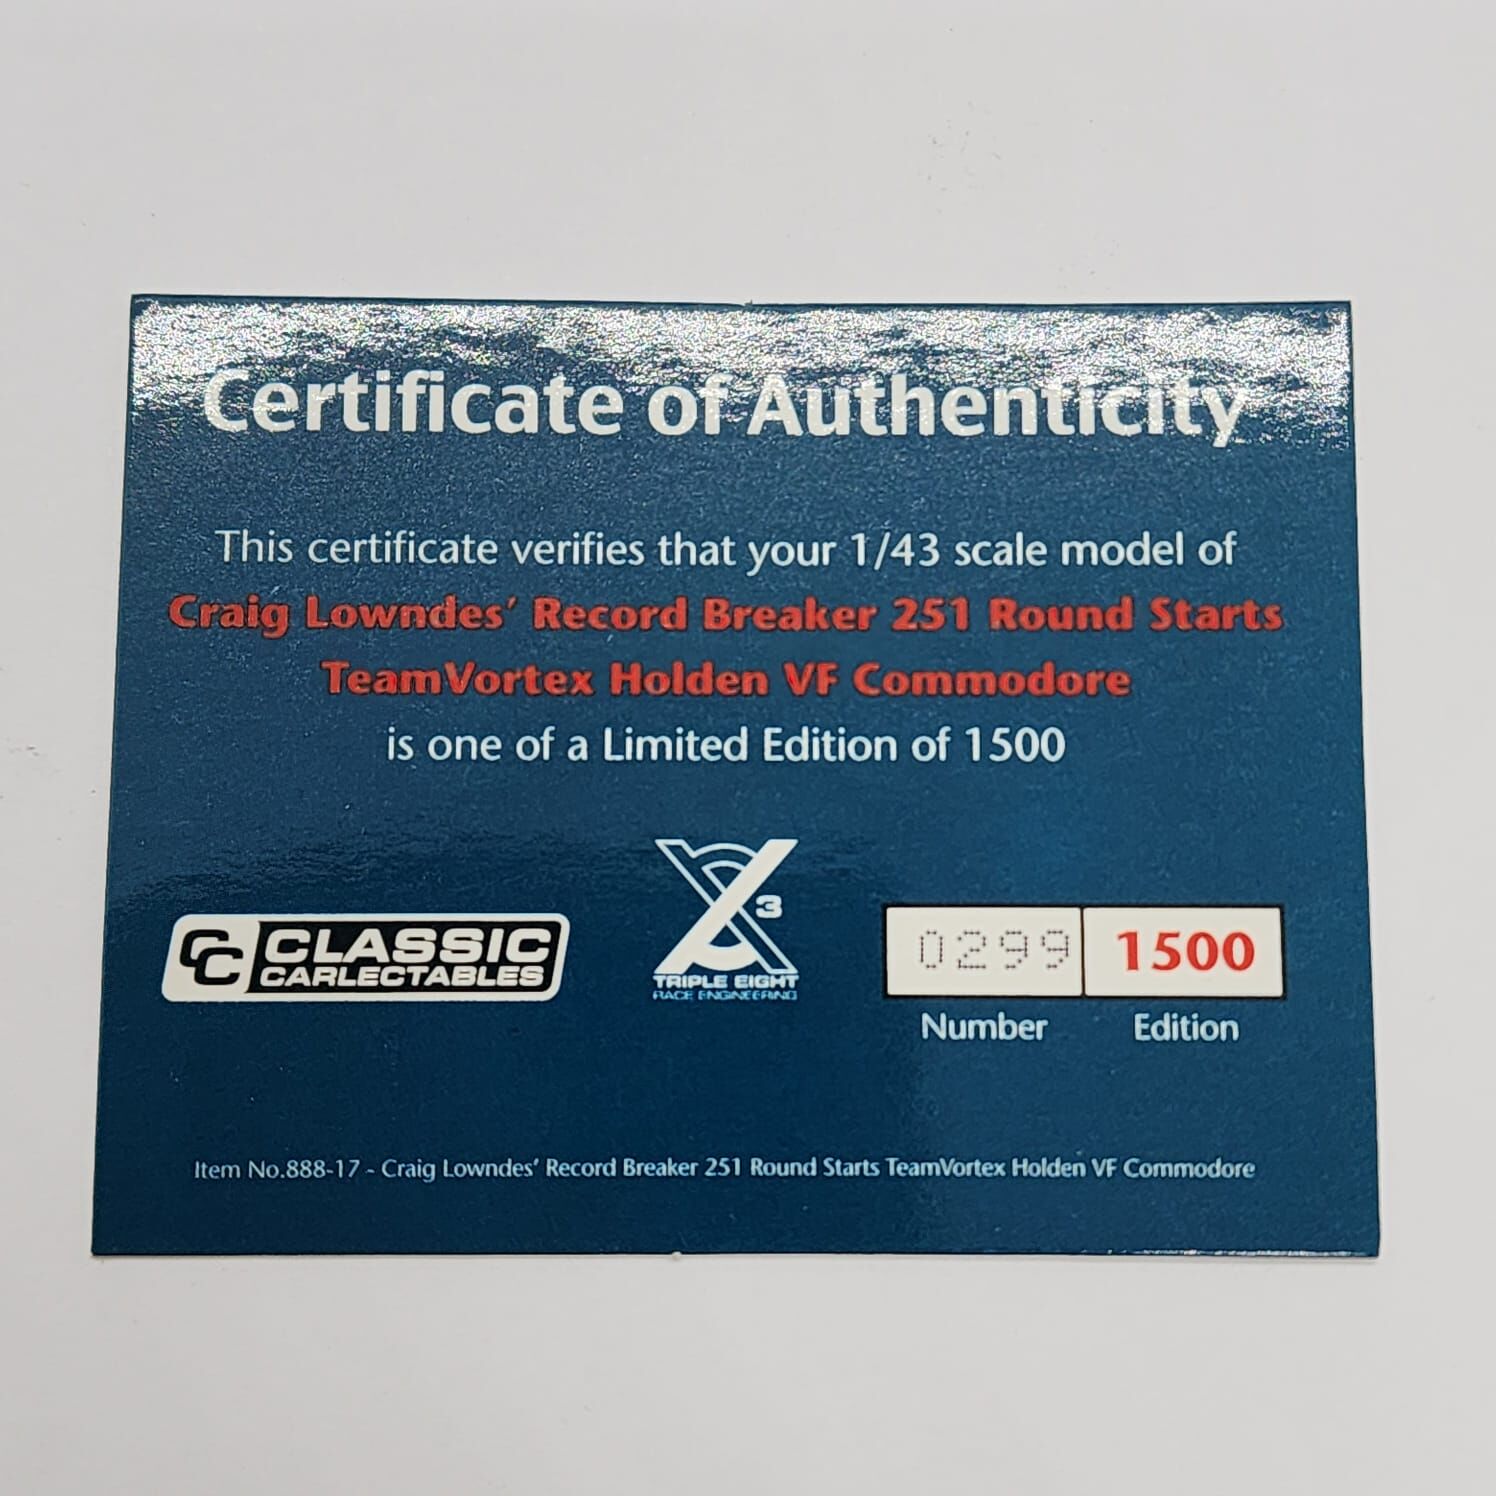 Certificate of Authenticity
This certificate verifies that your 1/43 scale model of
Craig Lowndes' Record Breaker 251 Round Starts
TeamVortex Holden VF Commodore
is one of a Limited Edition of 1500
CC CLASSIC
CARLECTABLES
3
TRIPLE EIGHT
RACE ENGINEERING
0299 1500
Number Edition
Item No.888-17 - Craig Lowndes' Record Breaker 251 Round Starts TeamVortex Holden VF Commodore